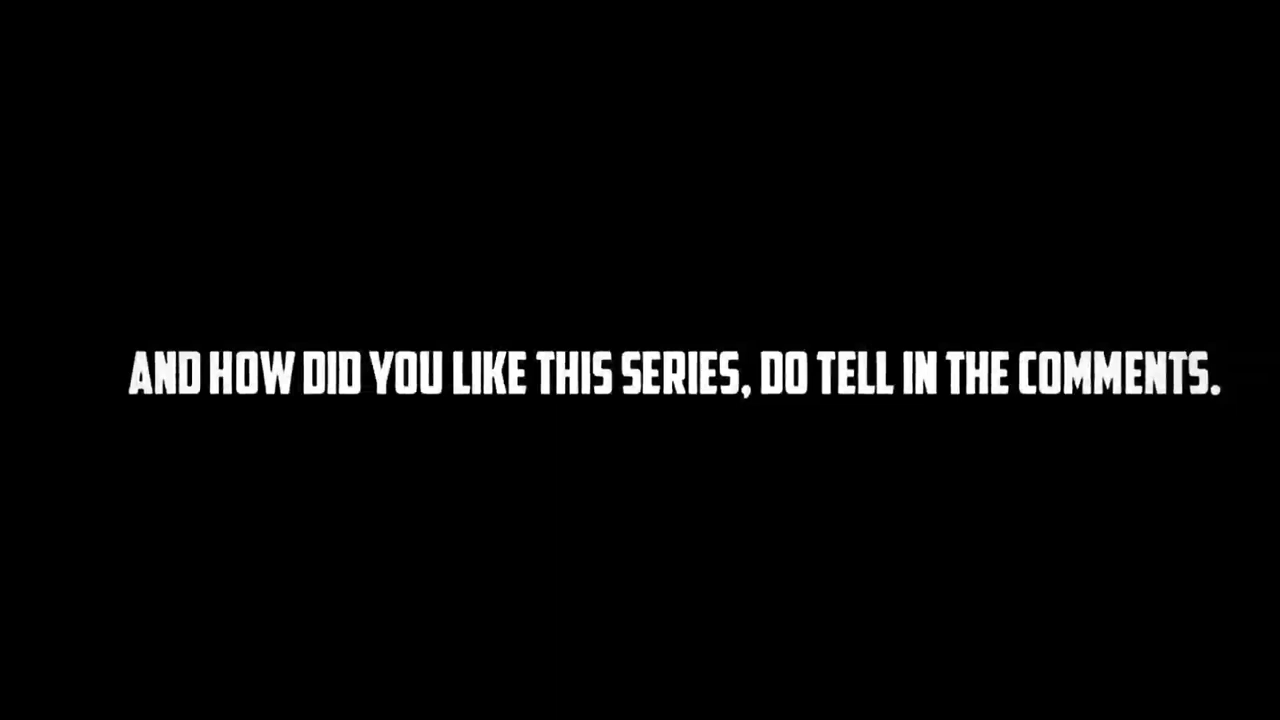 AND HOW DID YOU LIKE THIS SERIES, DO TELL IN THE COMMENTS.